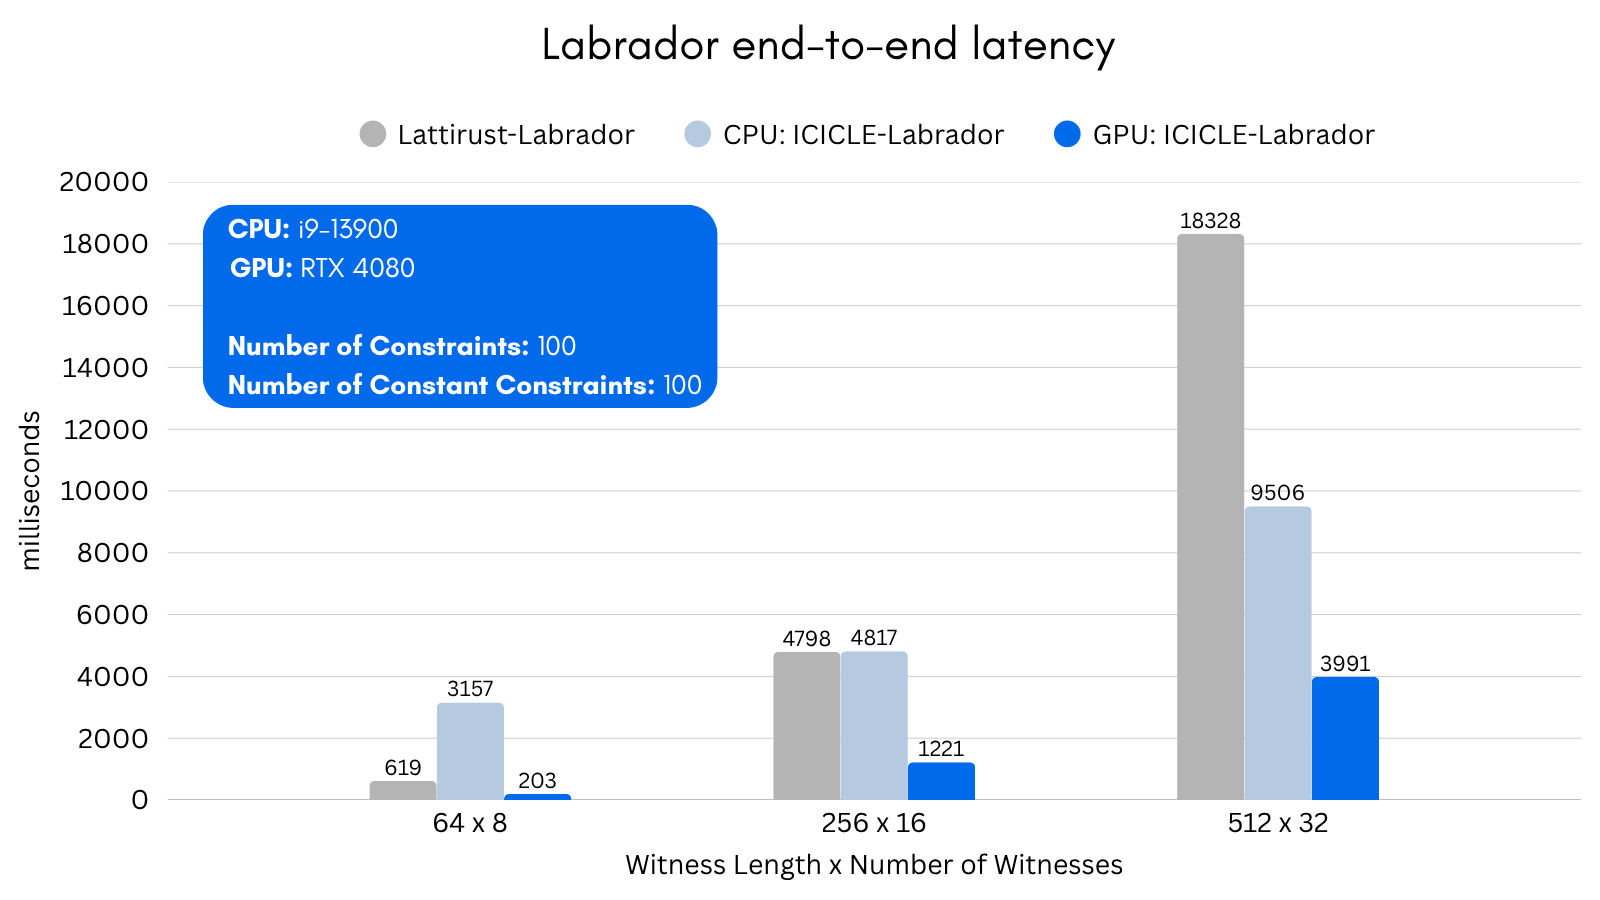 Labrador end-to-end latency
Lattirust-Labrador CPU: ICICLE-Labrador GPU: ICICLE-Labrador
20000
18000
16000
14000
12000
10000
8000
6000
4000
2000
0
milliseconds
CPU: i9-13900
GPU: RTX 4080
Number of Constraints: 100
Number of Constant Constraints: 100
619
3157
203
4798
4817
1221
18328
9506
3991
64 x 8
256 x 16
512 x 32
Witness Length x Number of Witnesses